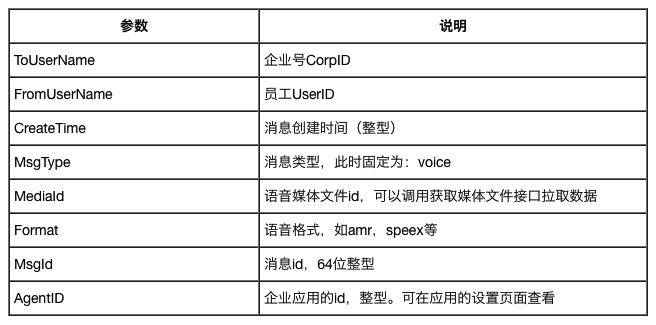 参数 说明
ToUserName 企业号CorpID
FromUserName 员工UserID
CreateTime 消息创建时间（整型）
MsgType 消息类型，此时固定为：voice
MediaId 语音媒体文件id，可以调用获取媒体文件接口拉取数据
Format 语音格式，如amr，speex等
MsgId 消息id，64位整型
AgentID 企业应用的id，整型。可在应用的设置页面查看